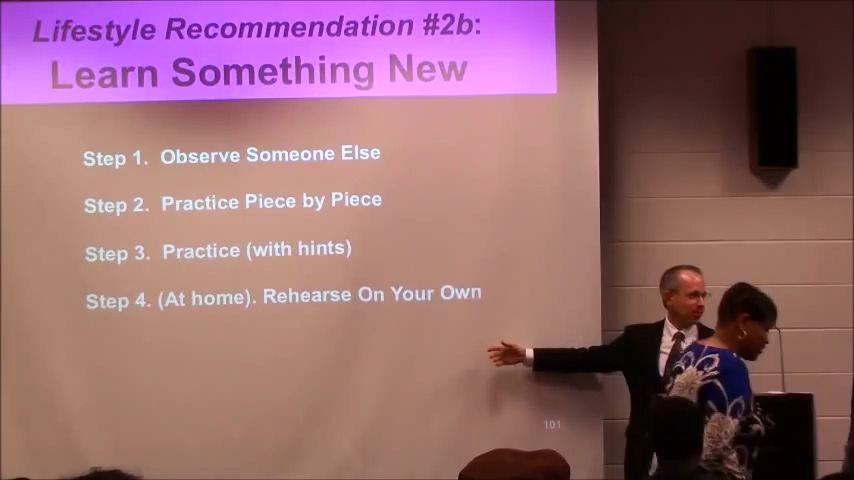 Lifestyle Recommendation #2b:
Learn Something New
Step 1. Observe Someone Else
Step 2. Practice Piece by Piece
Step 3. Practice (with hints)
Step 4. (At home). Rehearse On Your Own
101